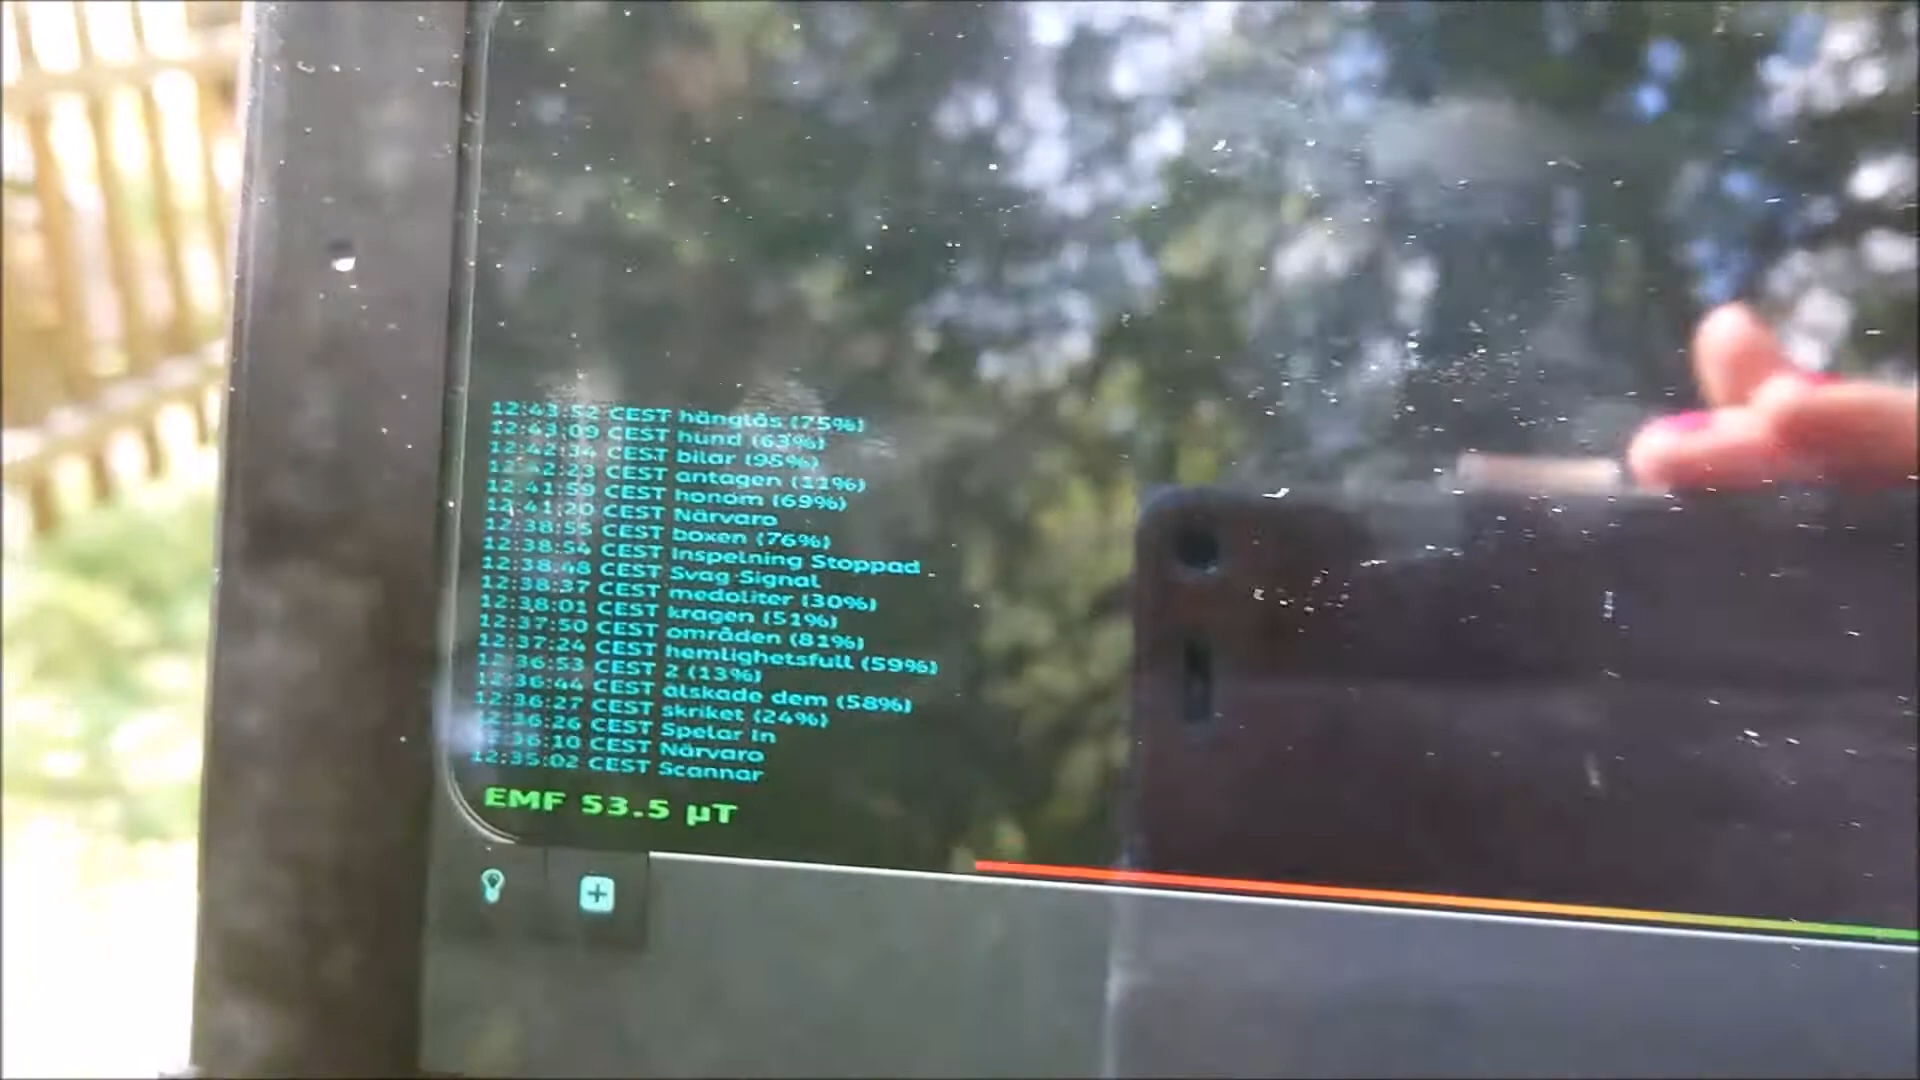 12:43:52 CEST hänglås (75%)
12:43:09 CEST hund (63%)
12:42:34 CEST bilar (95%)
12:42:23 CEST antagen (11%)
12:41:59 CEST honom (69%)
12:41:20 CEST Närvaro
12:38:55 CEST boxen (76%)
12:38:54 CEST Inspelning Stoppad
12:38:48 CEST Svag Signal
12:38:37 CEST medoliter (30%)
12:38:01 CEST kragen (51%)
12:37:50 CEST områden (81%)
12:37:24 CEST hemlighetsfull (59%)
12:36:53 CEST 2 (13%)
12:36:44 CEST älskade dem (58%)
12:36:27 CEST skriket (24%)
12:36:26 CEST Spelar In
12:36:10 CEST Närvaro
12:35:02 CEST Scannar
EMF 53.5 µT